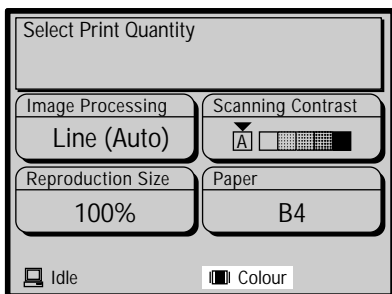 Select Print Quantity
Image Processing
Line (Auto)
Scanning Contrast
A
Reproduction Size
100%
Paper
B4
Idle
Colour